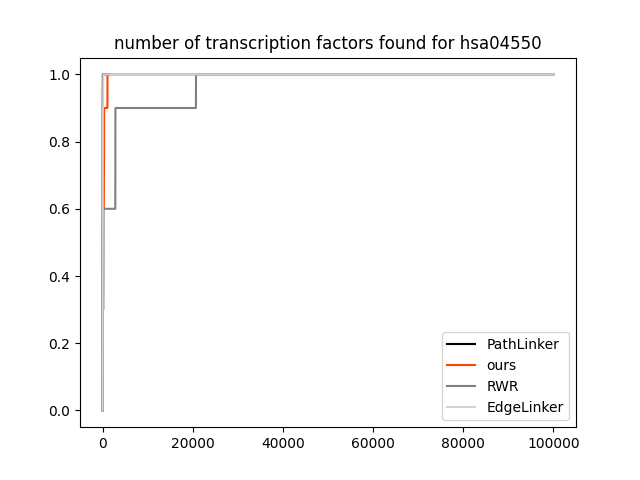 number of transcription factors found for hsa04550
1.0
0.8
0.6
0.4
0.2
0.0
PathLinker
ours
RWR
EdgeLinker
0 20000 40000 60000 80000 100000